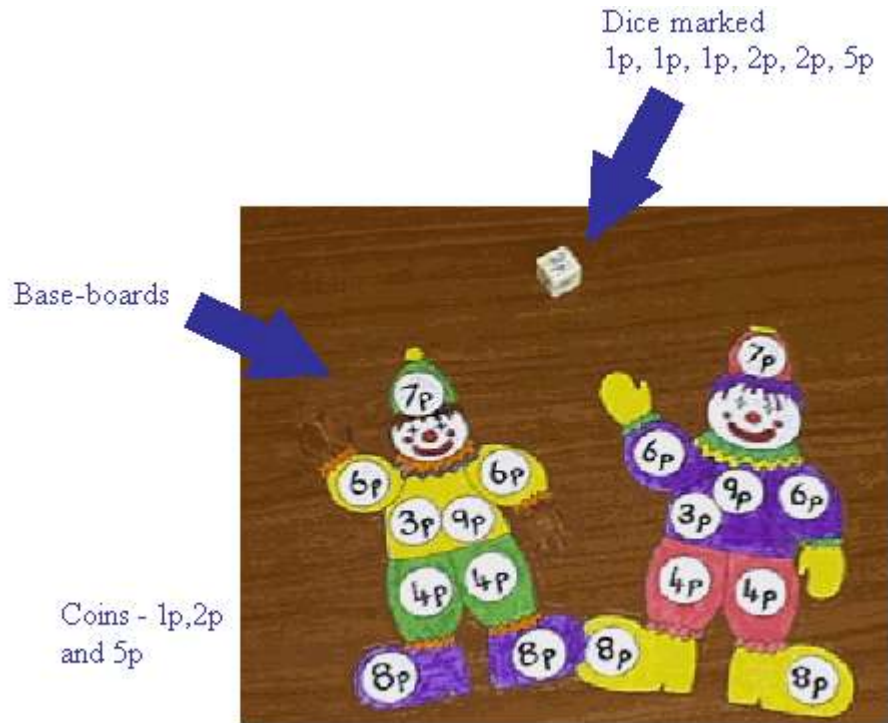 Dice marked
1p, 1p, 1p, 2p, 2p, 5p
Base-boards
7p
7p
6p
6p
6p
9p
6p
3p
9p
3p
4p
4p
4p
4p
Coins - 1p,2p
and 5p
8p
8p
8p
8p